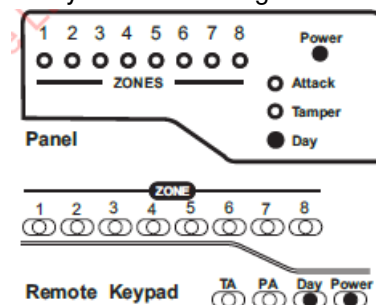 1 2 3 4 5 6 7 8
Power
ZONES
Attack
Tamper
Panel
Day
ZONE
1 2 3 4 5 6 7 8
Remote Keypad
TA PA Day Power